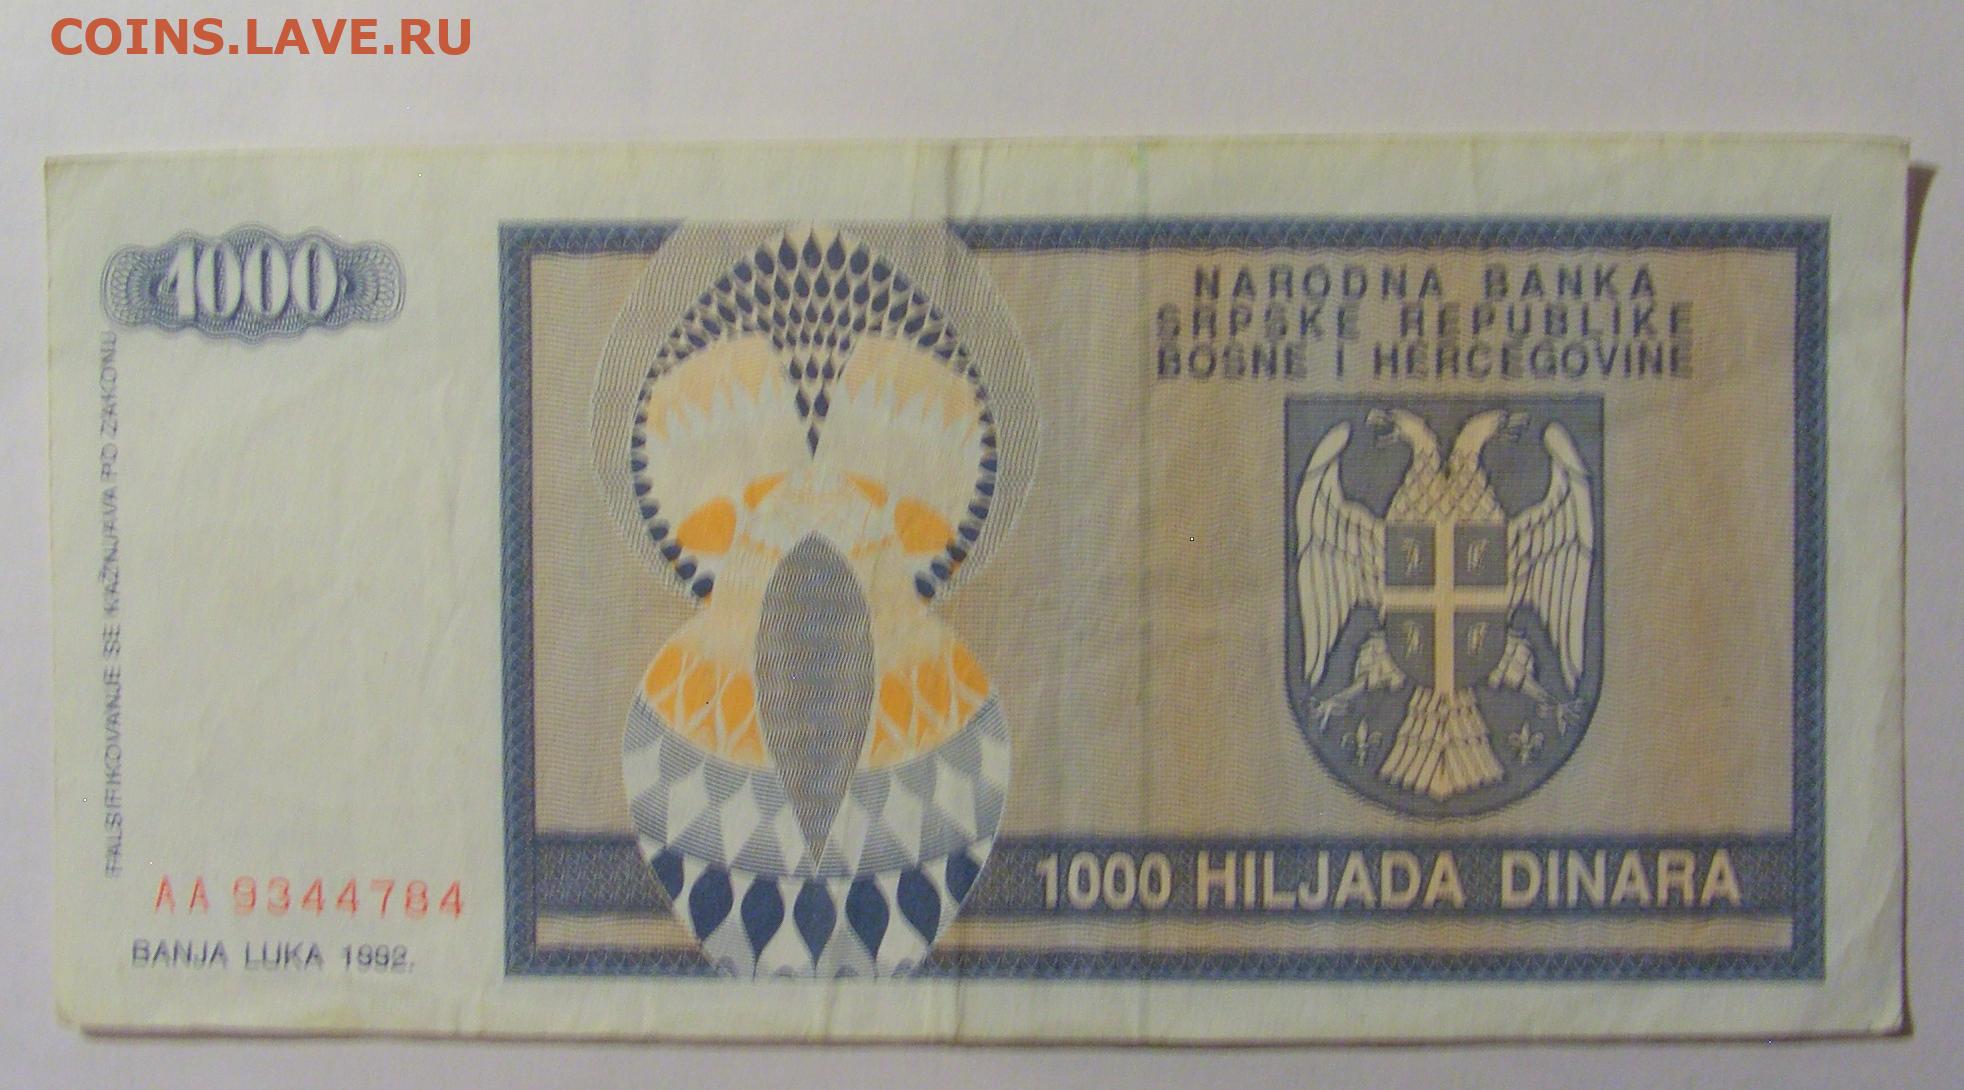 COINS.LAVE.RU
1000
NARODNA BANKA
SRPSKE REPUBLIKE
BOSNE I HERCEGOVINE
FALSIFIKOVANJE SE KAŽNJAVA PO ZAKONU
1000 HILJADA DINARA
AA 9344784
BANJA LUKA 1992.